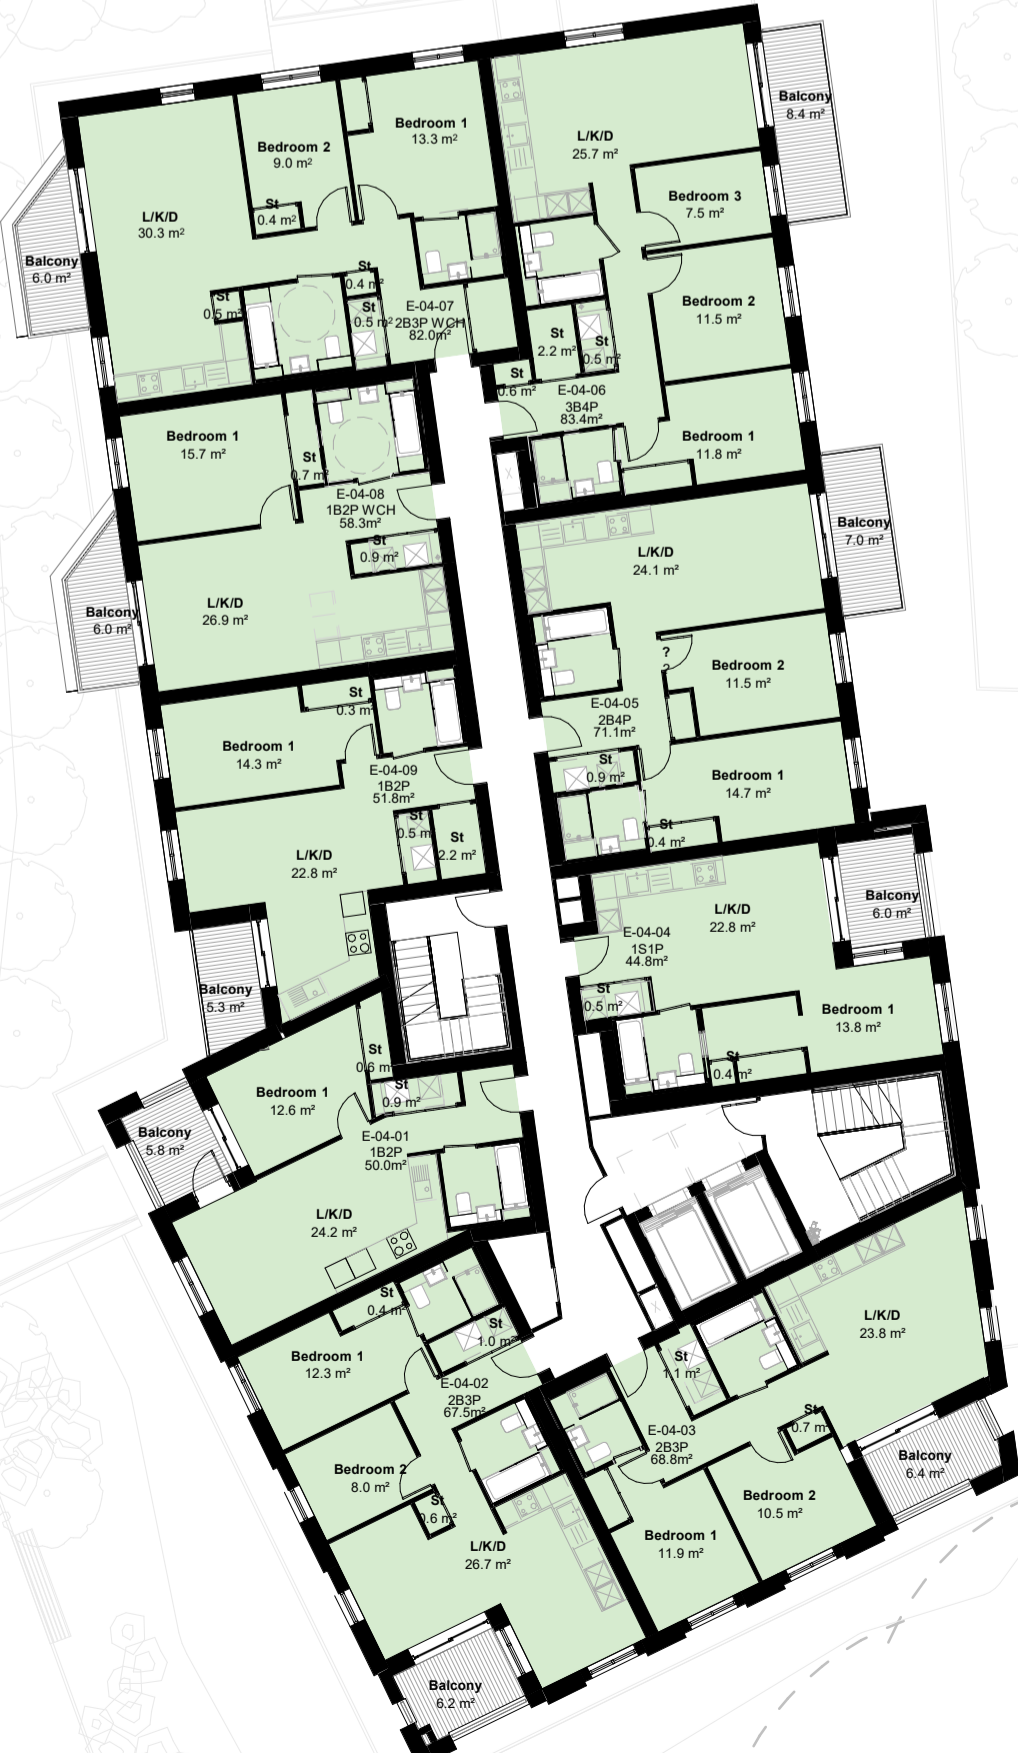 Bedroom 1
13.3 m²
Bedroom 2
9.0 m²
L/K/D
30.3 m²
St
0.4 m²
Balcony
6.0 m²
St
0.5 m²
St
0.4 m²
St
0.5 m²
E-04-07
2B3P WCH
82.0m²
L/K/D
25.7 m²
Balcony
8.4 m²
Bedroom 3
7.5 m²
Bedroom 2
11.5 m²
St
2.2 m²
St
0.5 m²
St
0.6 m²
E-04-06
3B4P
83.4m²
Bedroom 1
11.8 m²
Bedroom 1
15.7 m²
St
0.7 m²
E-04-08
1B2P WCH
58.3m²
St
0.9 m²
L/K/D
26.9 m²
Balcony
6.0 m²
L/K/D
24.1 m²
Balcony
7.0 m²
?
?
Bedroom 2
11.5 m²
E-04-05
2B4P
71.1m²
St
0.9 m²
Bedroom 1
14.7 m²
St
0.4 m²
St
0.3 m²
Bedroom 1
14.3 m²
E-04-09
1B2P
51.8m²
St
0.5 m
St
2.2 m²
L/K/D
22.8 m²
Balcony
5.3 m²
L/K/D
22.8 m²
Balcony
6.0 m²
E-04-04
1S1P
44.8m²
St
0.5 m²
Bedroom 1
13.8 m²
St
0.4 m²
St
0.6 m
St
0.9 m²
Bedroom 1
12.6 m²
Balcony
5.8 m²
E-04-01
1B2P
50.0m²
L/K/D
24.2 m²
St
0.4 m²
St
1.0 m²
Bedroom 1
12.3 m²
E-04-02
2B3P
67.5m²
Bedroom 2
8.0 m²
St
0.6 m²
L/K/D
26.7 m²
Balcony
6.2 m²
L/K/D
23.8 m²
St
1.1 m²
St
0.7 m
E-04-03
2B3P
68.8m²
Balcony
6.4 m²
Bedroom 2
10.5 m²
Bedroom 1
11.9 m²